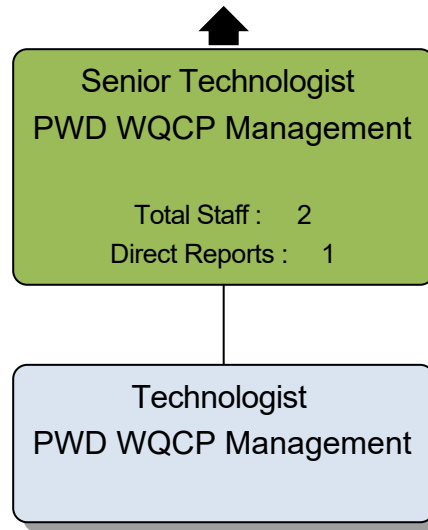 Senior Technologist
PWD WQCP Management
Total Staff : 2
Direct Reports : 1
Technologist
PWD WQCP Management